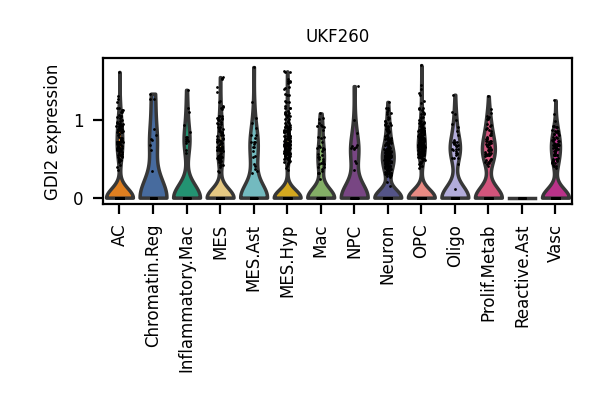 UKF260
GDI2 expression
1
0
AC
Chromatin.Reg
Inflammatory.Mac
MES
MES.Ast
MES.Hyp
Mac
NPC
Neuron
OPC
Oligo
Prolif.Metab
Reactive.Ast
Vasc